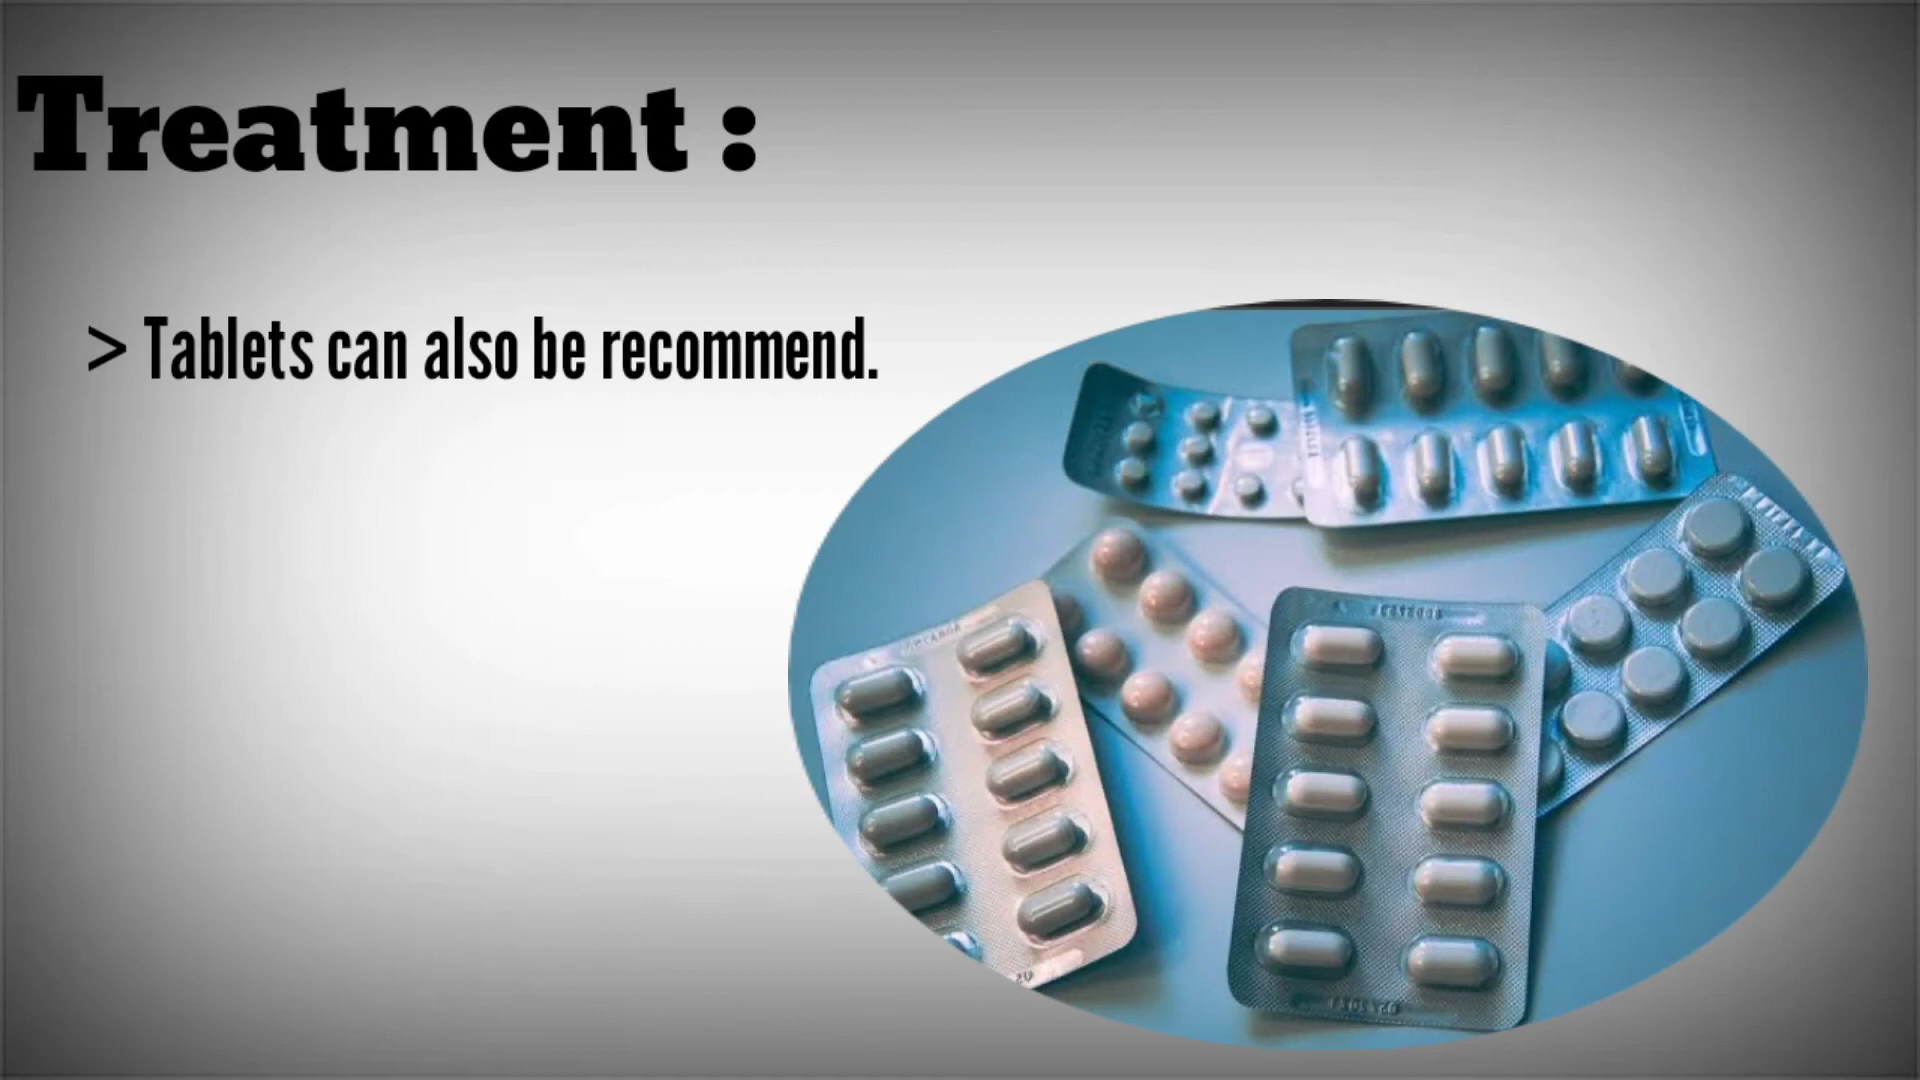 Treatment :
> Tablets can also be recommend.